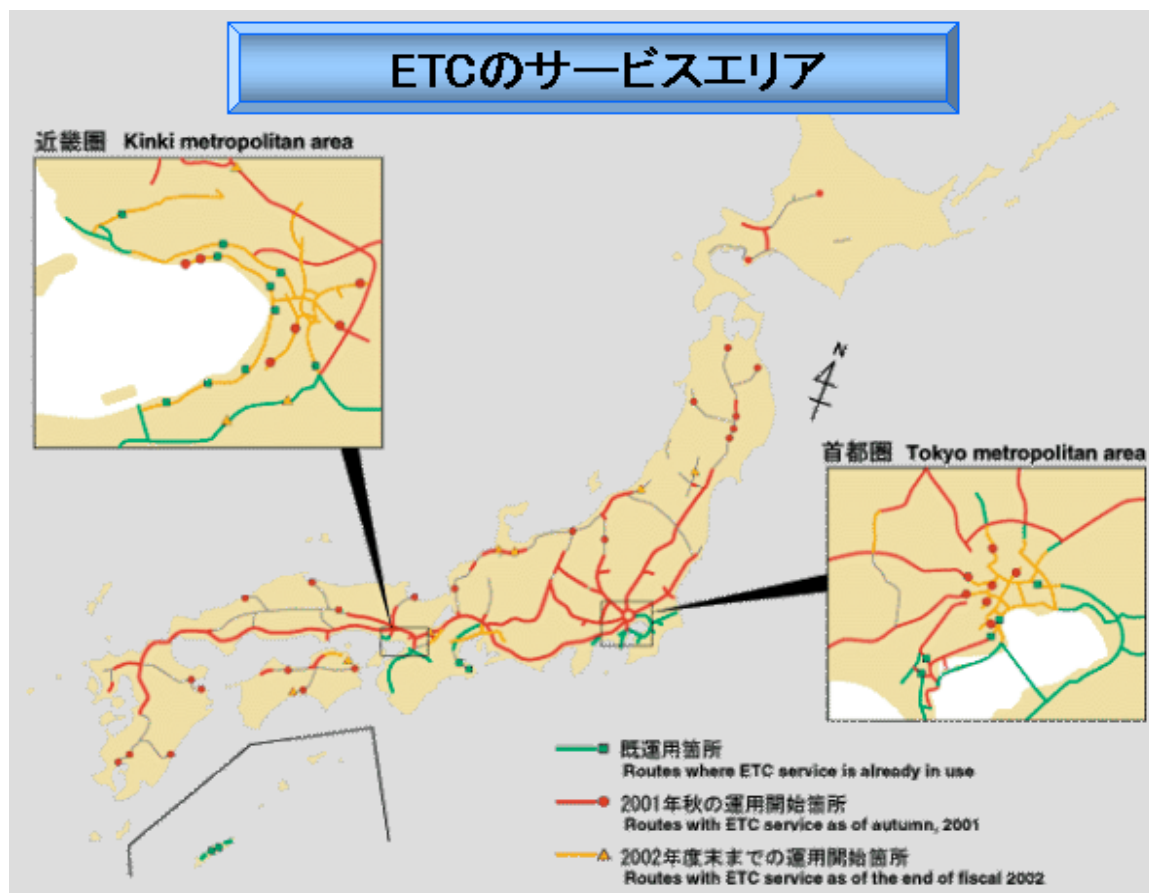 ETCのサービスエリア
近畿圏 Kinki metropolitan area
N
首都圏 Tokyo metropolitan area
既運用箇所
Routes where ETC service is already in use
2001年秋の運用開始箇所
Routes with ETC service as of autumn, 2001
2002年度末までの運用開始箇所
Routes with ETC service as of the end of fiscal 2002